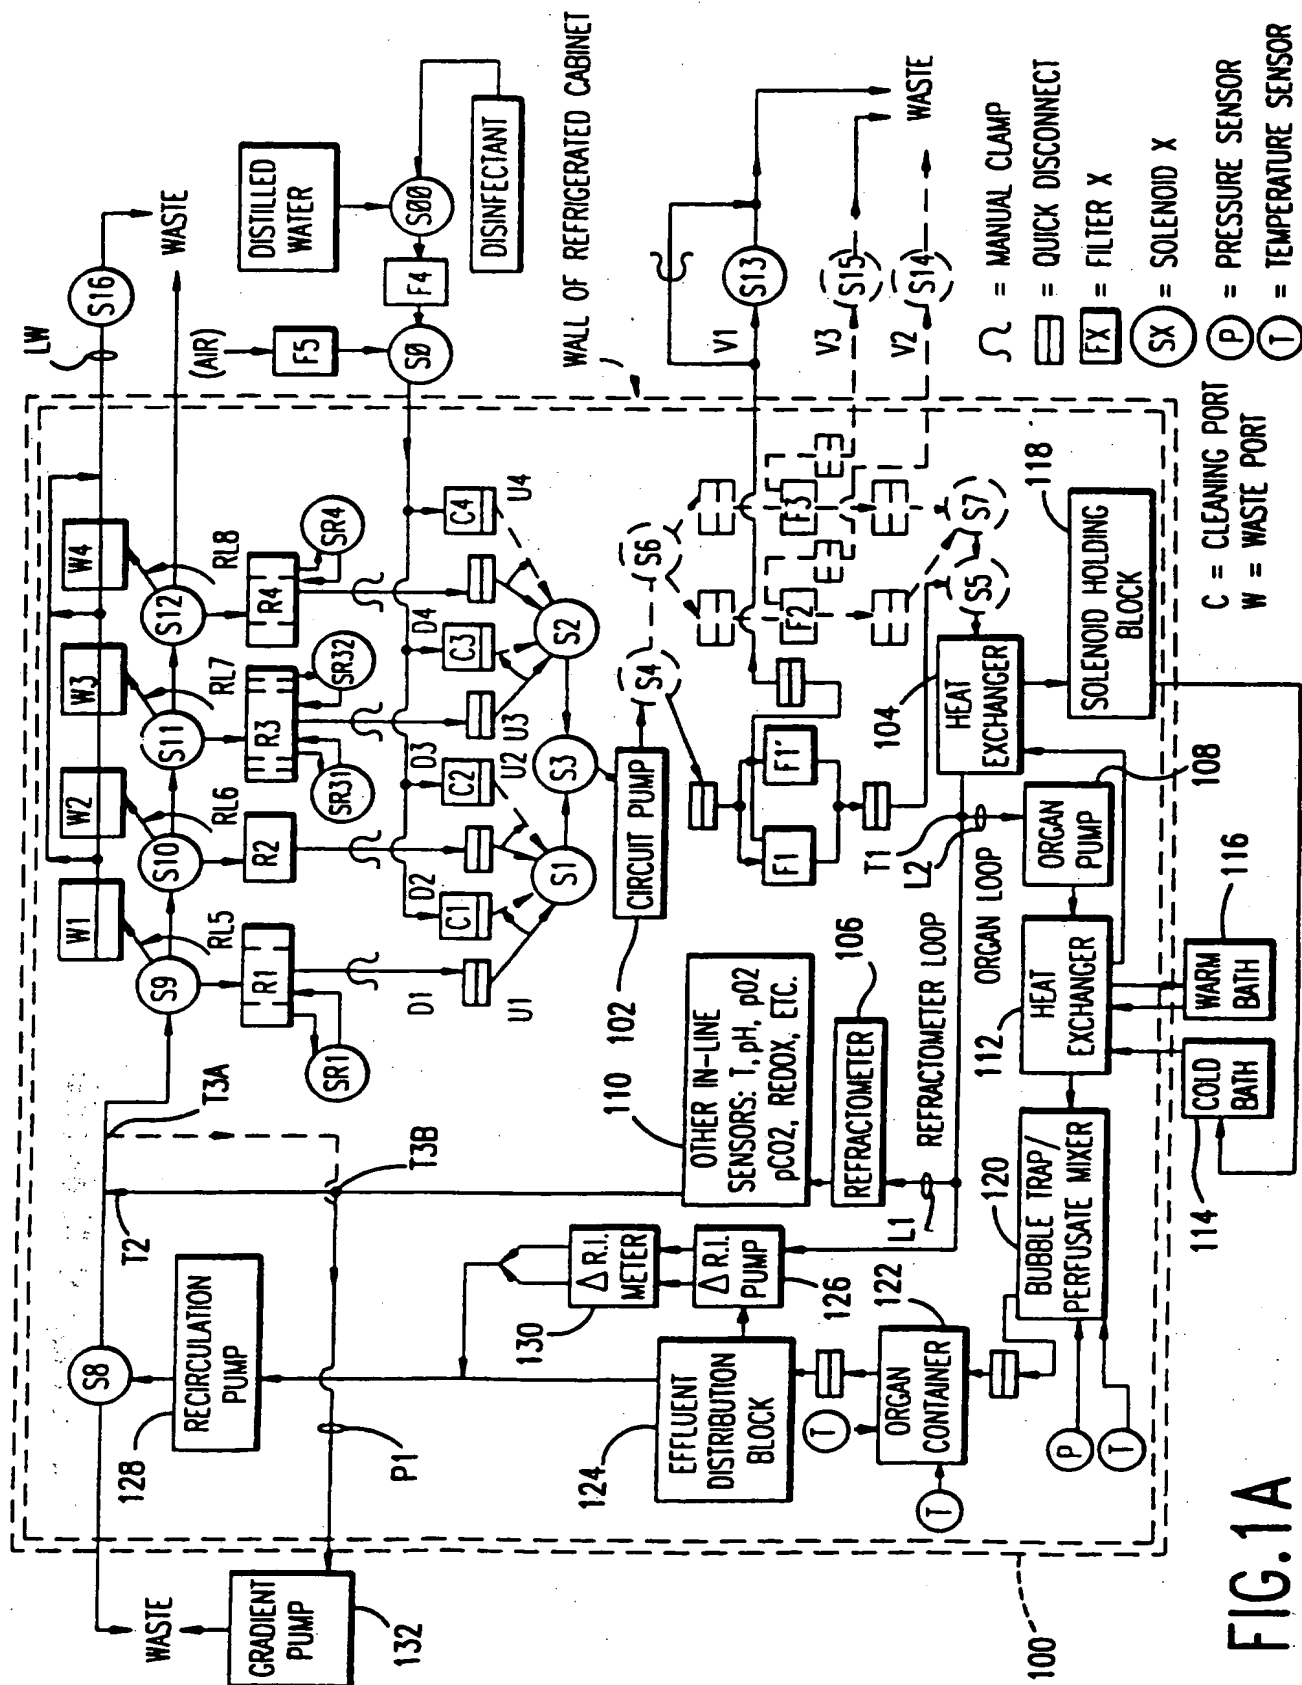 FIG.1A
100
WASTE
GRADIENT
PUMP
132
S8
RECIRCULATION
PUMP
128
P1
T2
T3A
T3B
EFFLUENT
DISTRIBUTION
BLOCK
124
Δ R.I.
METER
130
Δ R.I.
PUMP
126
ORGAN
CONTAINER
122
T
T
P
T
BUBBLE TRAP/
PERFUSATE MIXER
120
OTHER IN-LINE
SENSORS: T, pH, pO2
pCO2, REDOX, ETC.
110
REFRACTOMETER
106
L1
REFRACTOMETER LOOP
ORGAN LOOP
L2
T1
HEAT
EXCHANGER
112
COLD
BATH
114
WARM
BATH
116
ORGAN
PUMP
108
HEAT
EXCHANGER
104
SOLENOID HOLDING
BLOCK
118
CIRCUIT PUMP
102
W1
W2
W3
W4
S9
S10
S11
S12
RL5
RL6
RL7
RL8
R1
R2
R3
R4
SR1
SR31
SR32
SR4
D1
D2
D3
D4
C1
C2
C3
C4
U1
U2
U3
U4
S1
S2
S3
S4
S6
F1
F1'
F2
F3
S5
S7
LW
S16
WASTE
(AIR)
F5
SØ
F4
SØØ
DISTILLED
WATER
DISINFECTANT
WALL OF REFRIGERATED CABINET
V1
S13
V3
S15
V2
S14
WASTE
= MANUAL CLAMP
= QUICK DISCONNECT
FX = FILTER X
SX = SOLENOID X
P = PRESSURE SENSOR
T = TEMPERATURE SENSOR
C = CLEANING PORT
W = WASTE PORT